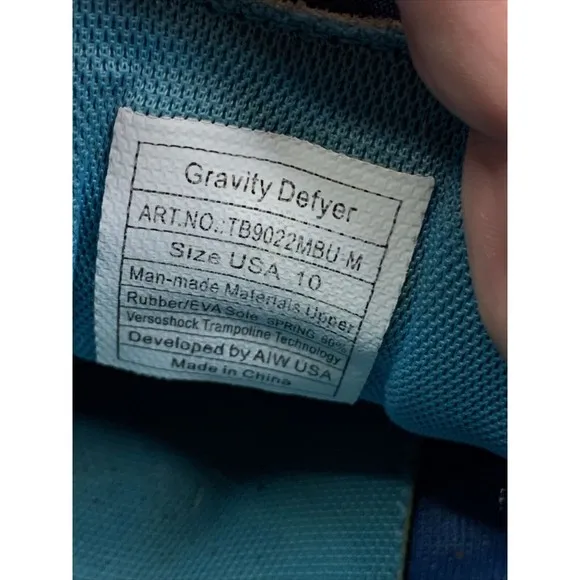 Gravity Defyer
ART.NO.:TB9022MBU-M
Size USA 10
Man-made Materials Upper
Rubber/EVA Sole SPRING 90%
Versoshock Trampoline Technology
Developed by AIW USA
Made in China